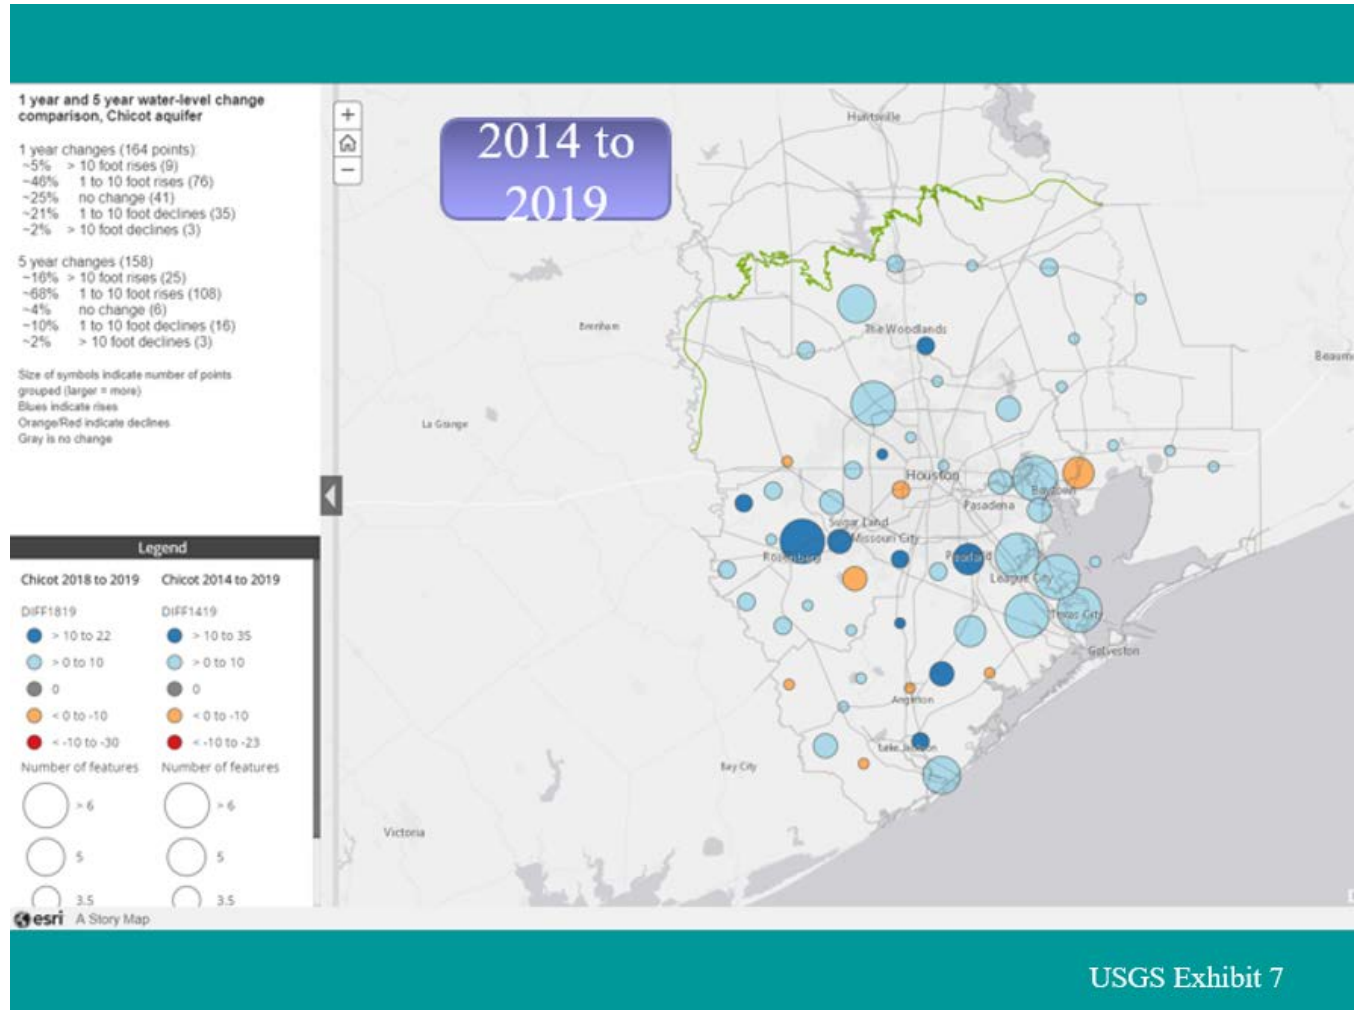 1 year and 5 year water-level change
comparison, Chicot aquifer
1 year changes (164 points):
~5% > 10 foot rises (9)
~46% 1 to 10 foot rises (76)
~25% no change (41)
~21% 1 to 10 foot declines (35)
~2% > 10 foot declines (3)
5 year changes (158)
~16% > 10 foot rises (25)
~68% 1 to 10 foot rises (108)
~4% no change (6)
~10% 1 to 10 foot declines (16)
~2% > 10 foot declines (3)
Size of symbols indicate number of points
grouped (larger = more)
Blues indicate rises
Orange/Red indicate declines
Gray is no change
Legend
Chicot 2018 to 2019 Chicot 2014 to 2019
DIFF1819 DIFF1419
> 10 to 22 > 10 to 35
> 0 to 10 > 0 to 10
0 0
< 0 to -10 < 0 to -10
< -10 to -30 < -10 to -23
Number of features Number of features
> 6 > 6
5 5
3.5 3.5
esri A Story Map
+
−
2014 to
2019
Huntsville
The Woodlands
Brenham
Beaum
La Grange
Houston
Baytown
Pasadena
Sugar Land
Missouri City
Rosenberg
Pearland
League City
Texas City
Galveston
Angleton
Lake Jackson
Bay City
Victoria
USGS Exhibit 7